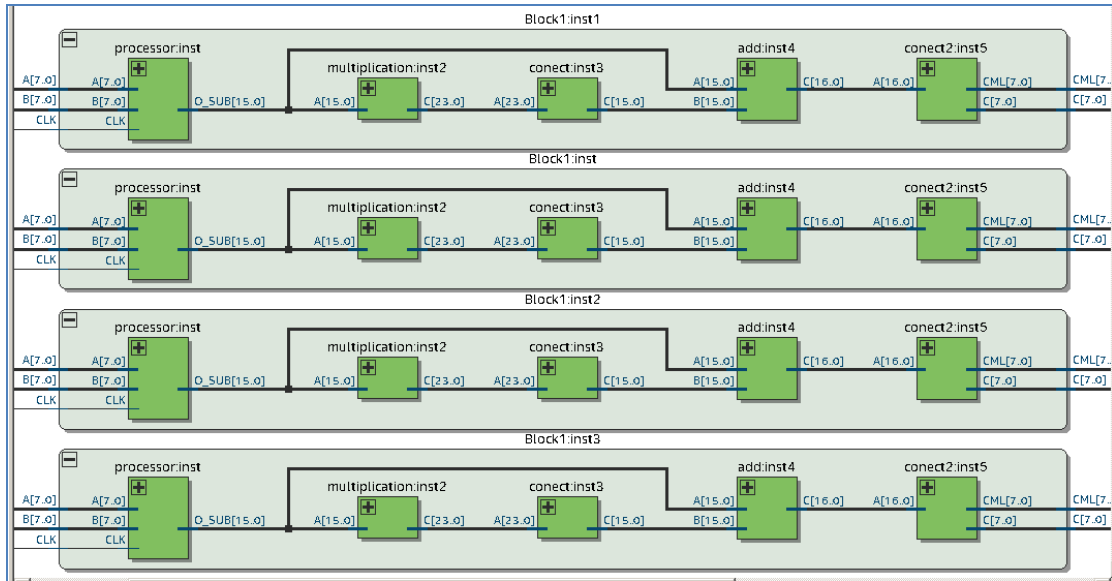 Block1:inst1
processor:inst multiplication:inst2 conect:inst3 add:inst4 conect2:inst5
A[7..0] A[7..0] A[15..0] C[16..0] A[16..0] CML[7..0] CML[7..
B[7..0] B[7..0] O_SUB[15..0] A[15..0] C[23..0] A[23..0] C[15..0] B[15..0] C[7..0] C[7..0]
CLK CLK
Block1:inst
processor:inst multiplication:inst2 conect:inst3 add:inst4 conect2:inst5
A[7..0] A[7..0] A[15..0] C[16..0] A[16..0] CML[7..0] CML[7..
B[7..0] B[7..0] O_SUB[15..0] A[15..0] C[23..0] A[23..0] C[15..0] B[15..0] C[7..0] C[7..0]
CLK CLK
Block1:inst2
processor:inst multiplication:inst2 conect:inst3 add:inst4 conect2:inst5
A[7..0] A[7..0] A[15..0] C[16..0] A[16..0] CML[7..0] CML[7..
B[7..0] B[7..0] O_SUB[15..0] A[15..0] C[23..0] A[23..0] C[15..0] B[15..0] C[7..0] C[7..0]
CLK CLK
Block1:inst3
processor:inst multiplication:inst2 conect:inst3 add:inst4 conect2:inst5
A[7..0] A[7..0] A[15..0] C[16..0] A[16..0] CML[7..0] CML[7..
B[7..0] B[7..0] O_SUB[15..0] A[15..0] C[23..0] A[23..0] C[15..0] B[15..0] C[7..0] C[7..0]
CLK CLK